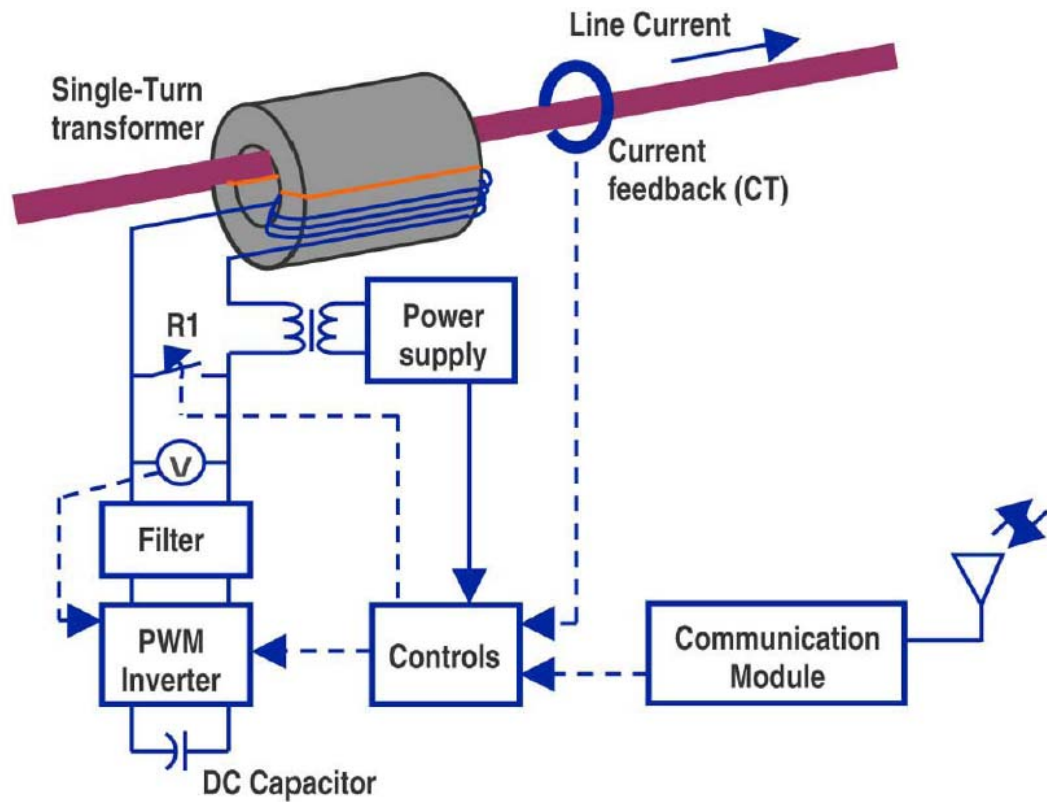 Line Current
Single-Turn
transformer
Current
feedback (CT)
R1
Power
supply
V
Filter
PWM
Inverter
Controls
Communication
Module
DC Capacitor